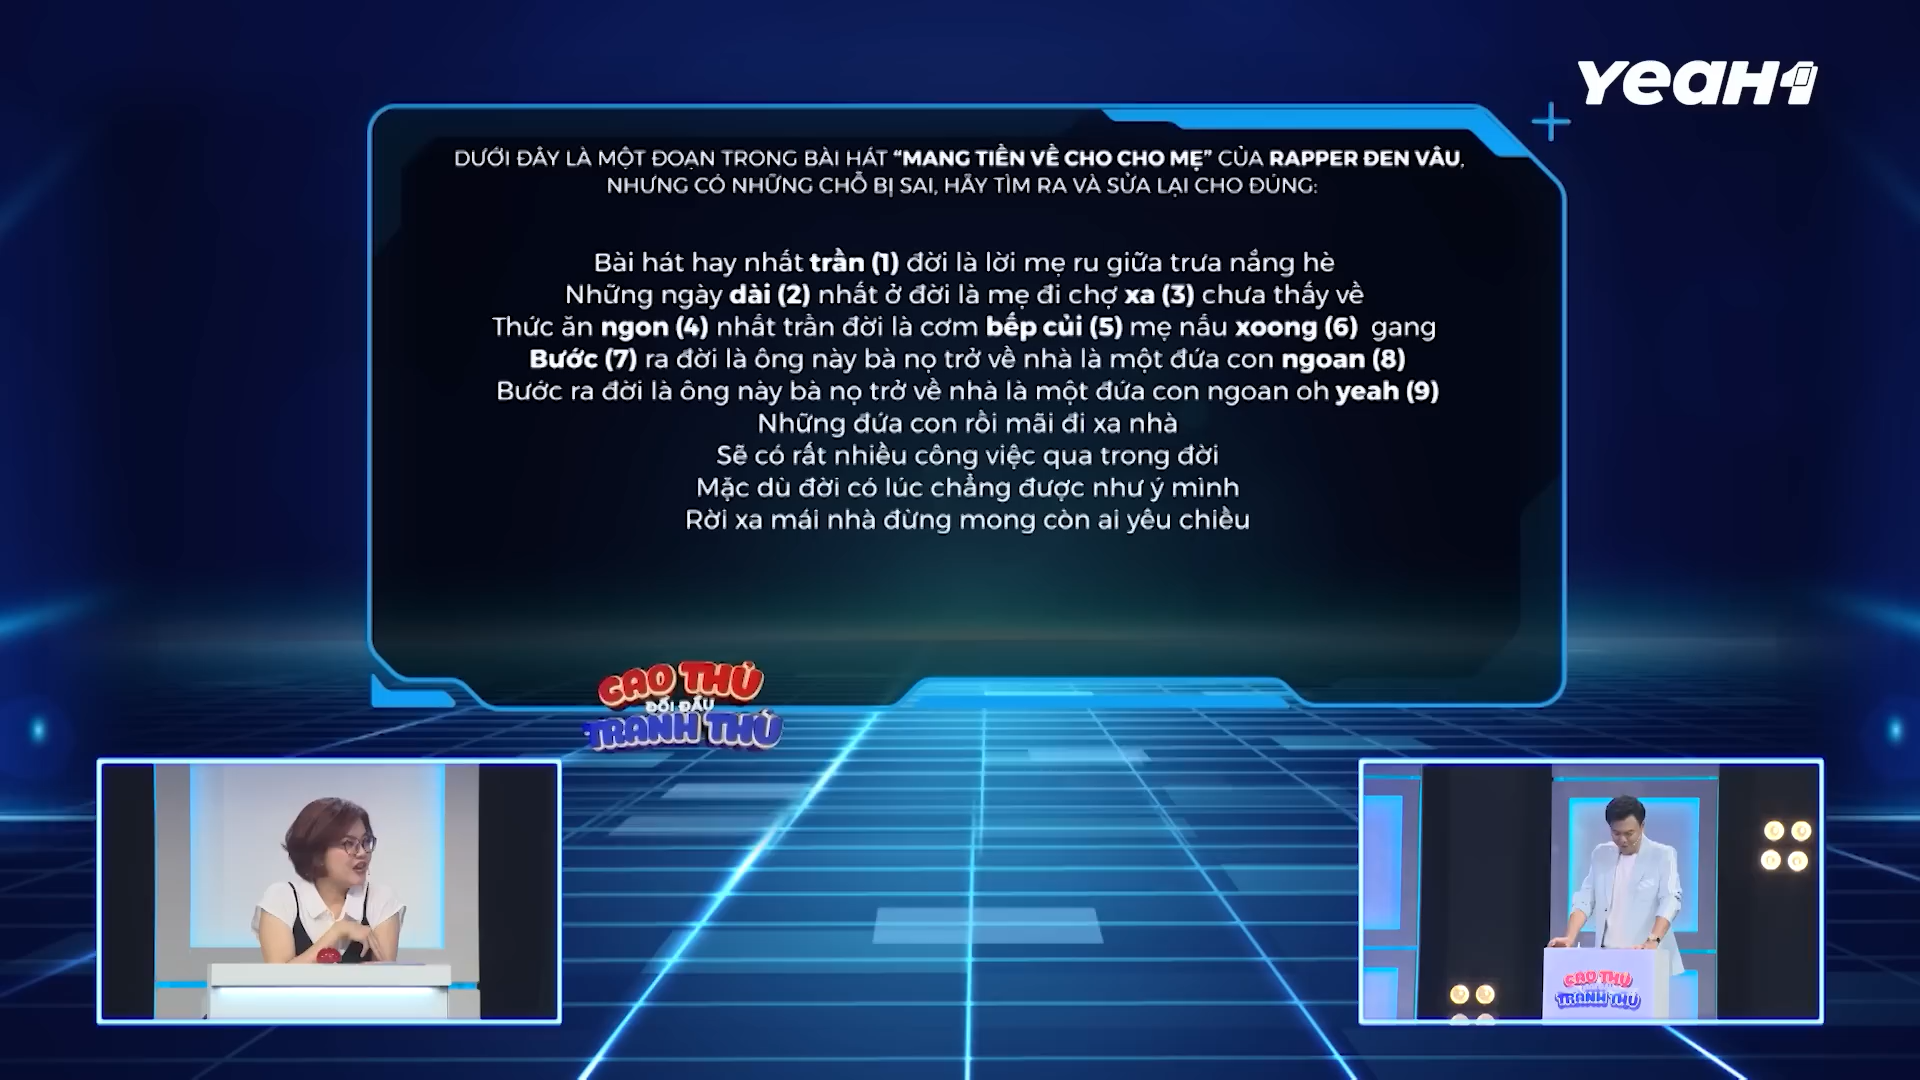 YEAH1
DƯỚI ĐÂY LÀ MỘT ĐOẠN TRONG BÀI HÁT “MANG TIỀN VỀ CHO CHO MẸ” CỦA RAPPER ĐEN VÂU,
NHƯNG CÓ NHỮNG CHỖ BỊ SAI, HÃY TÌM RA VÀ SỬA LẠI CHO ĐÚNG:
Bài hát hay nhất trần (1) đời là lời mẹ ru giữa trưa nắng hè
Những ngày dài (2) nhất ở đời là mẹ đi chợ xa (3) chưa thấy về
Thức ăn ngon (4) nhất trần đời là cơm bếp củi (5) mẹ nấu xoong (6) gang
Bước (7) ra đời là ông này bà nọ trở về nhà là một đứa con ngoan (8)
Bước ra đời là ông này bà nọ trở về nhà là một đứa con ngoan oh yeah (9)
Những đứa con rồi mãi đi xa nhà
Sẽ có rất nhiều công việc qua trong đời
Mặc dù đời có lúc chẳng được như ý mình
Rời xa mái nhà đừng mong còn ai yêu chiều
CAO THỦ
ĐỐI ĐẦU
TRANH THỦ
CAO THỦ
TRANH THỦ